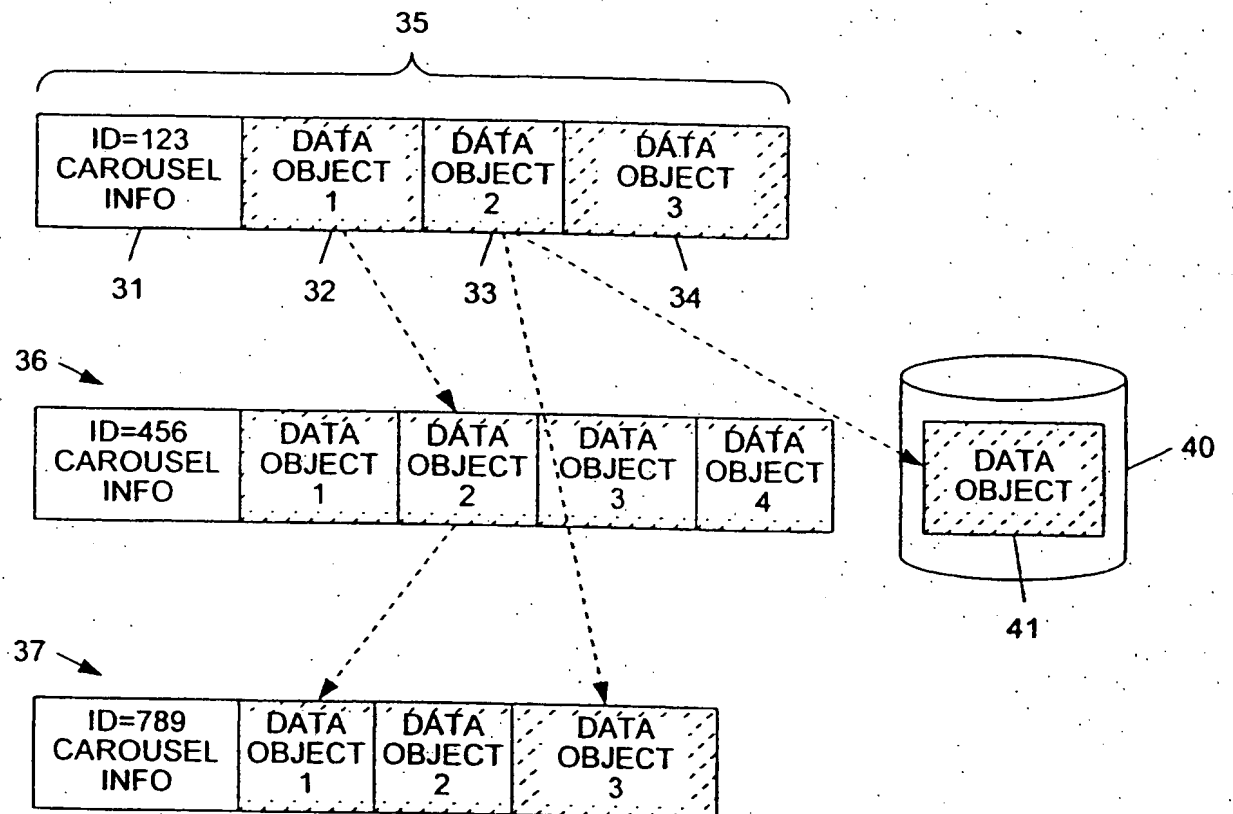 35
ID=123
CAROUSEL
INFO
DATA
OBJECT
1
DATA
OBJECT
2
DATA
OBJECT
3
31
32
33
34
36
ID=456
CAROUSEL
INFO
DATA
OBJECT
1
DATA
OBJECT
2
DATA
OBJECT
3
DATA
OBJECT
4
DATA
OBJECT
40
41
37
ID=789
CAROUSEL
INFO
DATA
OBJECT
1
DATA
OBJECT
2
DATA
OBJECT
3